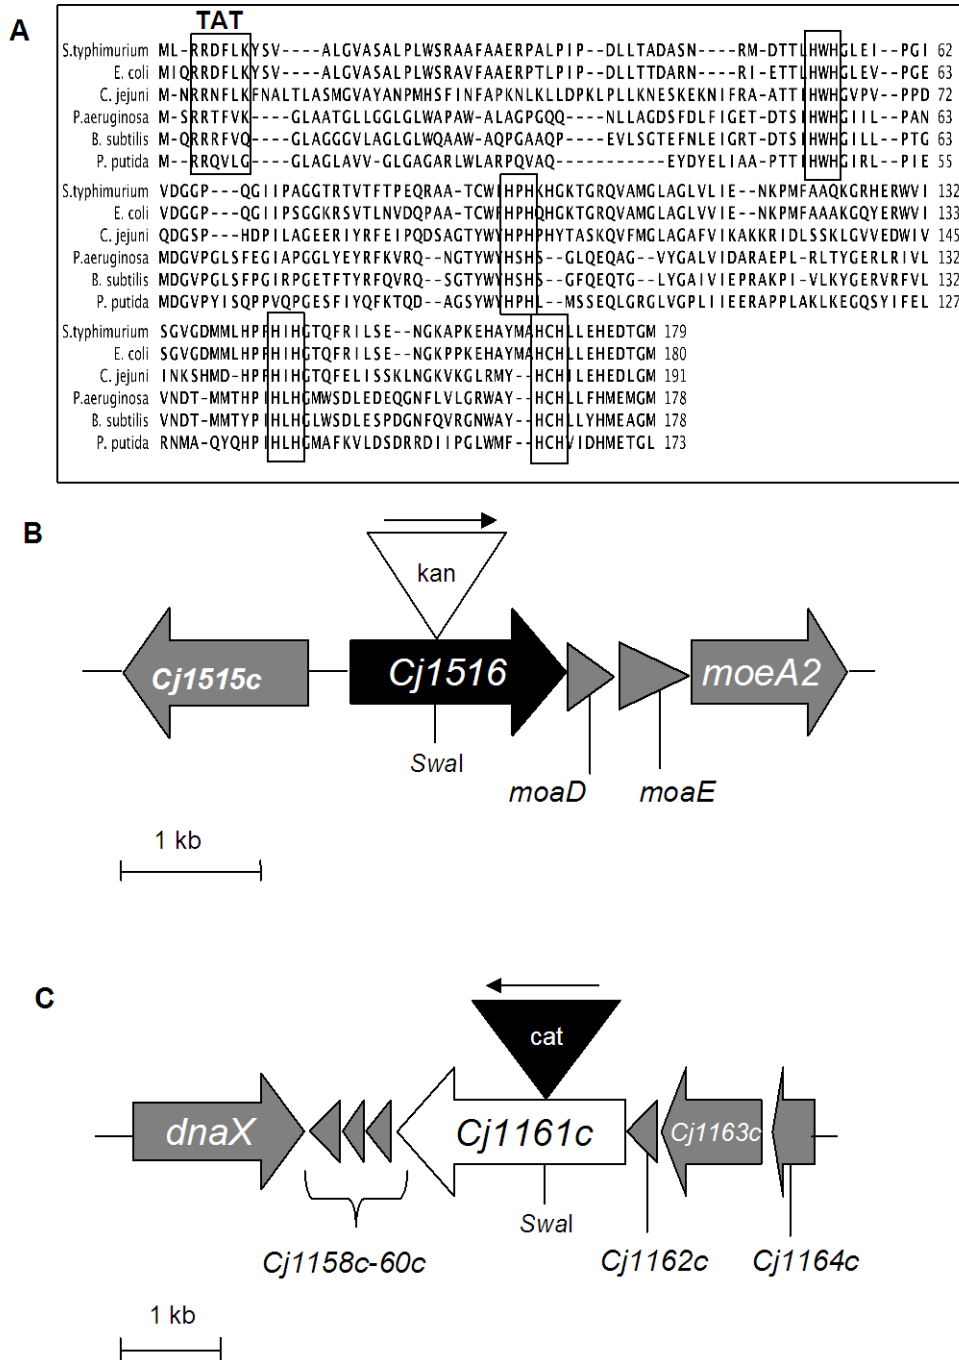 A
TAT
S.typhimurium ML-RRDFLKYSV----ALGVASALPLWSRAAFAAERPALPIP--DLLTADASN----RM-DTTLHWHGLEI--PGI 62
E. coli MIQRRDFLKYSV----ALGVASALPLWSRAVFAAERPTLPIP--DLLTTDARN----RI-ETTLHWHGLEV--PGE 63
C. jejuni M-NRRNFLKFNALTLASMGVAYANPMHSFINFAPKNLKLLDPKLPLLKNESKEKNIFRA-ATTIHWHGVPV--PPD 72
P.aeruginosa M-SRRTFVK----GLAATGLLGGLGLWPAPAW-ALAGPGQQ--NLLAGDSFDLFIGET-DTSIHWHGIIL--PAN 63
B. subtilis M-QRRRFVQ----GLAGGGVLAGLGLWQAAW-AQPGAAQP---EVLSGTEFNLEIGRT-DTSIHWHGILL--PTG 63
P. putida M-RRQVLG----GLAGLAVV-GLGAGARLWLARPQVAQ-----------EYDYELIAA-PTTIHWHGIRL--PIE 55
S.typhimurium VDGGP--QGIIPAGGTRTVTFTPEQRAA-TCWIHPHKHGKTGRQVAMGLAGLVLIE--NKPMFAAQKGRHERWVI 132
E. coli VDGGP--QGIIPSGGKRSVTLNVDQPAA-TCWFHPHQHGKTGRQVAMGLAGLVVIE--NKPMFAAAKGQYERWVI 133
C. jejuni QDGSP---HDPILAGEERIYRFEIPQDSAGTYWYHPHPHYTASKQVFMGLAGAFVIKAKKRIDLSSKLGVVEDWIV 145
P.aeruginosa MDGVPGLSFEGIAPGGLYEYRFKVRQ--NGTYWYHSHS--GLQEQAG--VYGALVIDARAEPL-RLTYGERLRIVL 132
B. subtilis MDGVPGLSFEGIRPGETFTYRFQVRQ--SGTYWYHSHS--GFQEQTG--LYGAIVIEPRAKPI-VLKYGERVRFVL 132
P. putida MDGVPYISQPPVQPGESFIYQFKTQD--AGSYWYHPHL--MSSEQLGRGLVGPLIIEERAPPLAKLKEGQSYIFEL 127
S.typhimurium SGVGDMMLHPFHIHGTQFRILSE--NGKAPKEHAYMAHCHLLEHEDTGM 179
E. coli SGVGDMMLHPFHIHGTQFRILSE--NGKPPKEHAYMAHCHLLEHEDTGM 180
C. jejuni INKSHMD-HPFHIHGTQFELISSKLNGKVKGLRMY--HCHILEHEDLGM 191
P.aeruginosa VNDT-MMTHPIHLHGMWSDLEDEQGNFLVLGRWAY--HCHLLFHMEMGM 178
B. subtilis VNDT-MMTYPIHLHGLWSDLESPDGNFQVRGNWAY--HCHLLYHMEAGM 178
P. putida RNMA-QYQHPIHLHGMAFKVLDSDRRDIIPGLWMF--HCHVIDHMETGL 173
B
kan
Cj1515c Cj1516 moeA2
SwaI
moaD moaE
1 kb
C
cat
dnaX Cj1161c Cj1163c
SwaI
Cj1158c-60c Cj1162c Cj1164c
1 kb